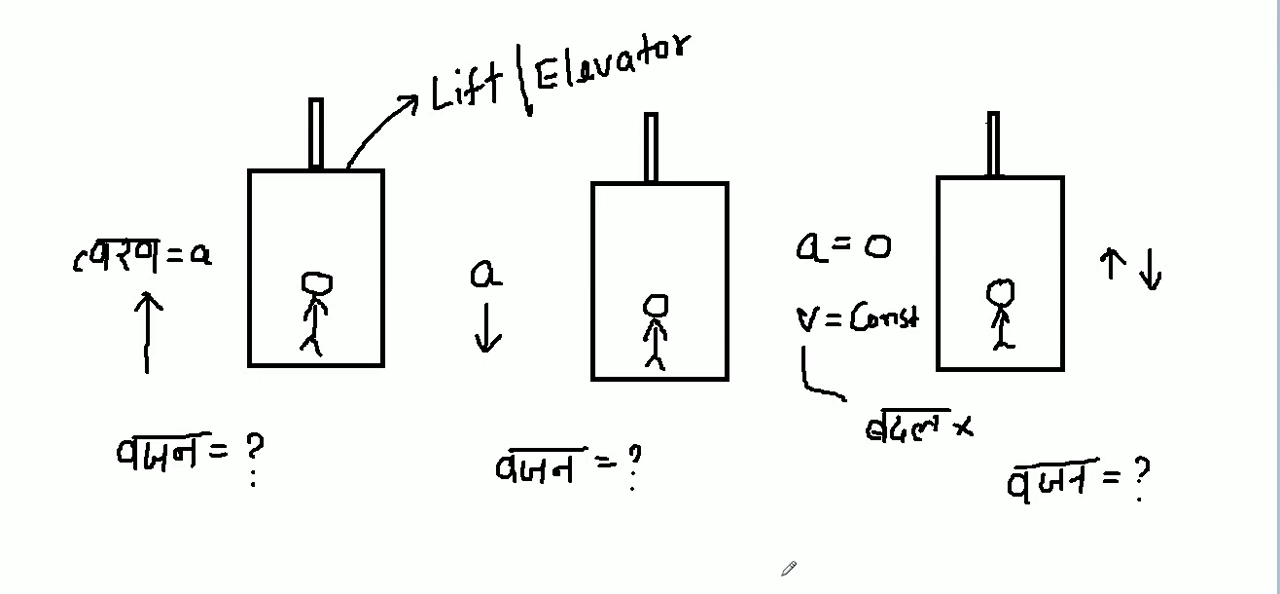 Lift / Elevator
त्वरण = a
a
a = 0
v = Const
बदल x
वजन = ?
वजन = ?
वजन = ?